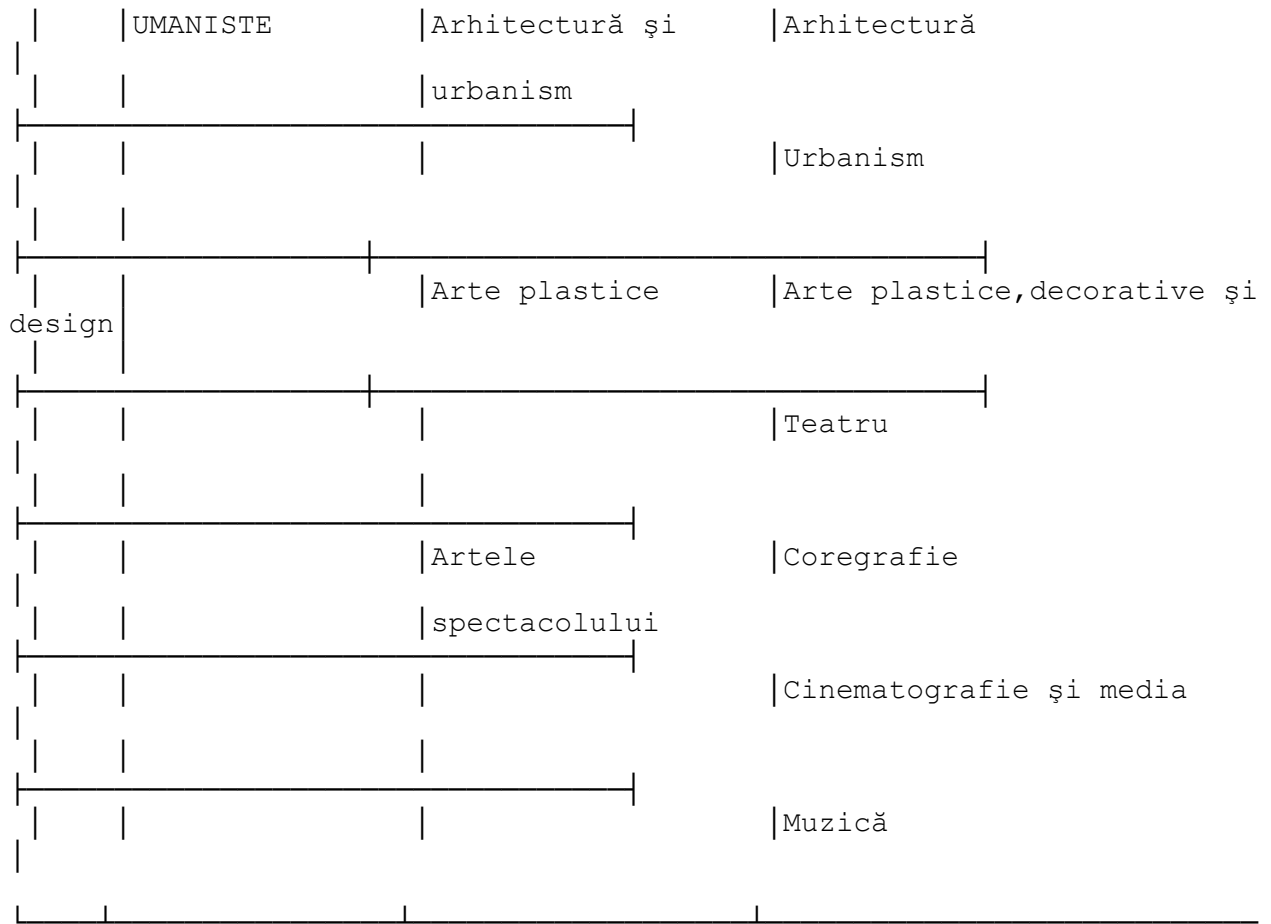 UMANISTE Arhitectură şi Arhitectură
urbanism
Urbanism
Arte plastice Arte plastice,decorative şi
design
Teatru
Artele Coregrafie
spectacolului
Cinematografie şi media
Muzică